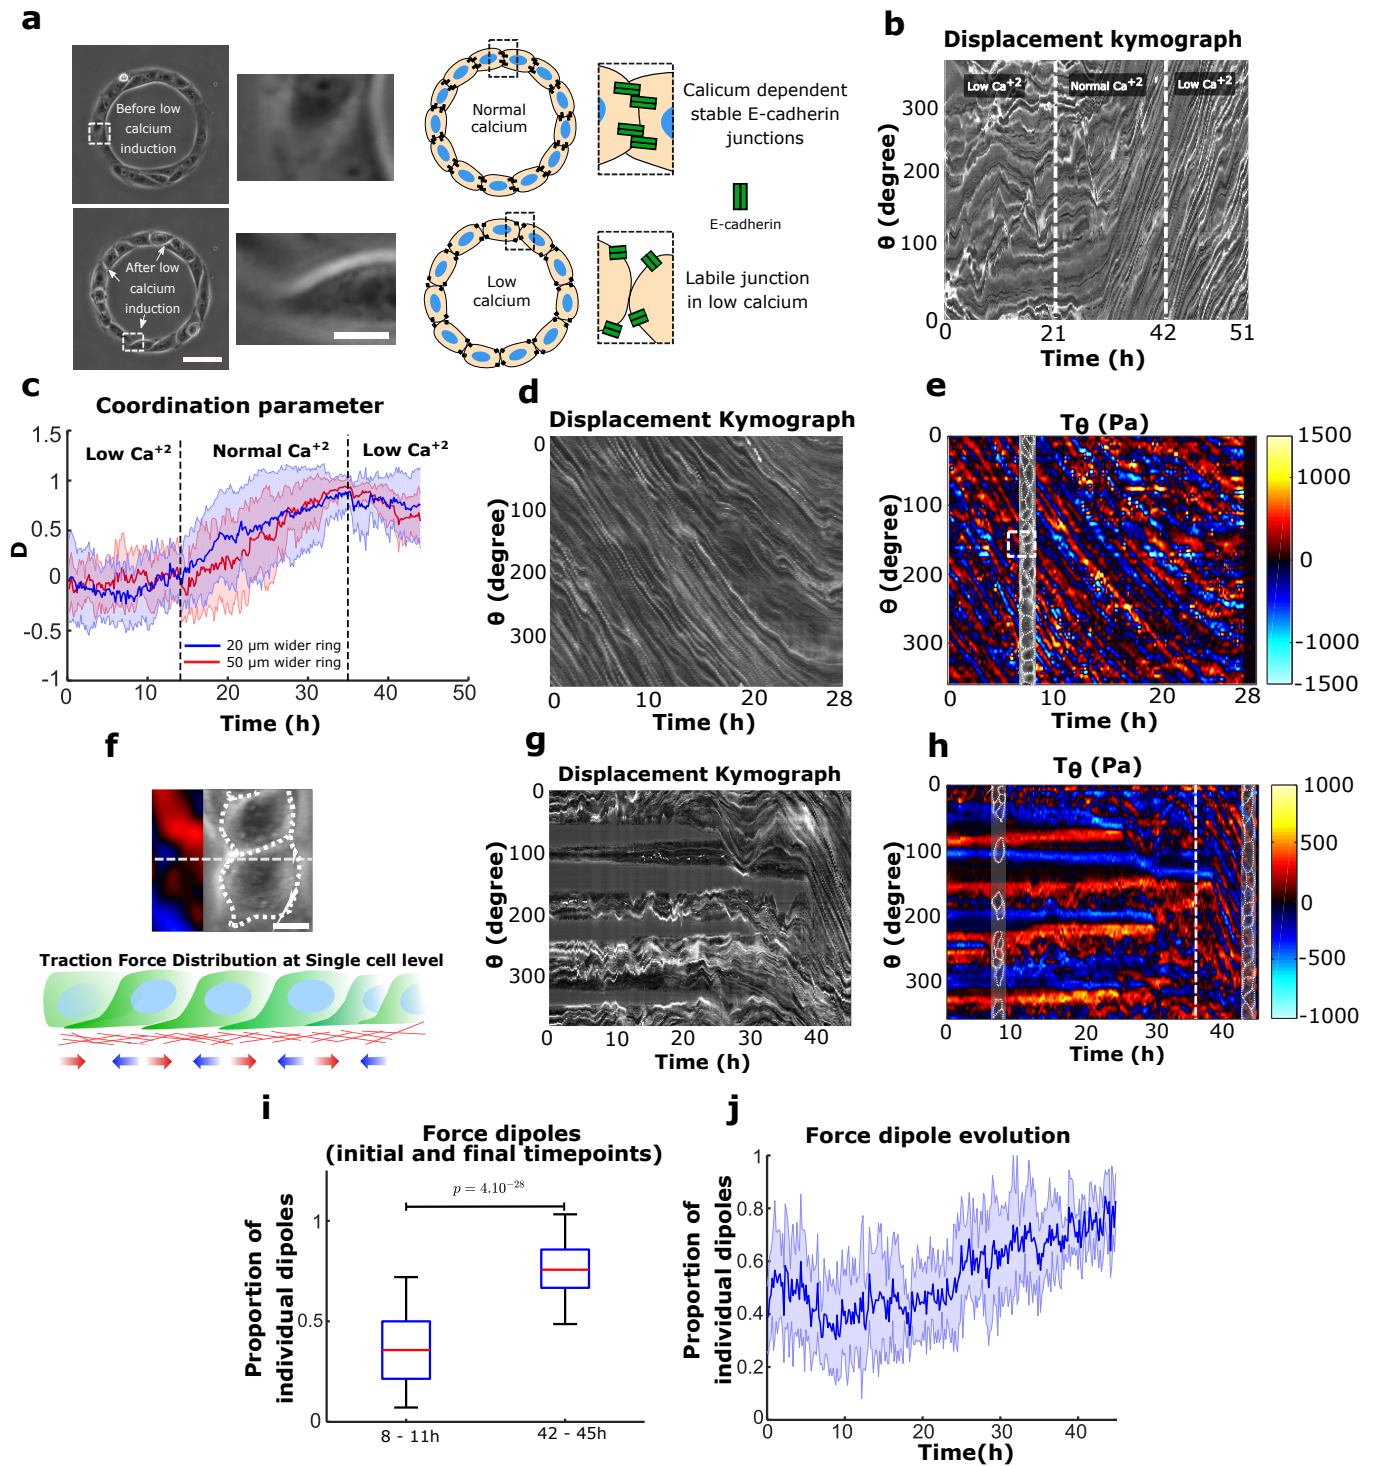 a
Before low
calcium
induction
After low
calcium
induction
Normal
calcium
Low
calcium
Calicum dependent
stable E-cadherin
junctions
E-cadherin
Labile junction
in low calcium
b
Displacement kymograph
Low Ca+2
Normal Ca+2
Low Ca+2
θ (degree)
300
200
100
0
0
21
42
51
Time (h)
c
Coordination parameter
Low Ca+2
Normal Ca+2
Low Ca+2
D
1.5
1
0.5
0
-0.5
-1
20 µm wider ring
50 µm wider ring
0
10
20
30
40
50
Time (h)
d
Displacement Kymograph
θ (degree)
0
100
200
300
0
10
20
28
Time (h)
e
Tθ (Pa)
θ (degree)
0
100
200
300
0
10
20
28
Time (h)
1500
1000
0
-1000
-1500
f
Traction Force Distribution at Single cell level
g
Displacement Kymograph
θ (degree)
0
100
200
300
0
10
20
30
40
Time (h)
h
Tθ (Pa)
θ (degree)
0
100
200
300
0
10
20
30
40
Time (h)
1000
500
0
-500
-1000
i
Force dipoles
(initial and final timepoints)
p = 4.10−28
Proportion of
individual dipoles
1
0.5
0
8 - 11h
42 - 45h
j
Force dipole evolution
Proportion of
individual dipoles
1
0.8
0.6
0.4
0.2
0
0
10
20
30
40
Time(h)